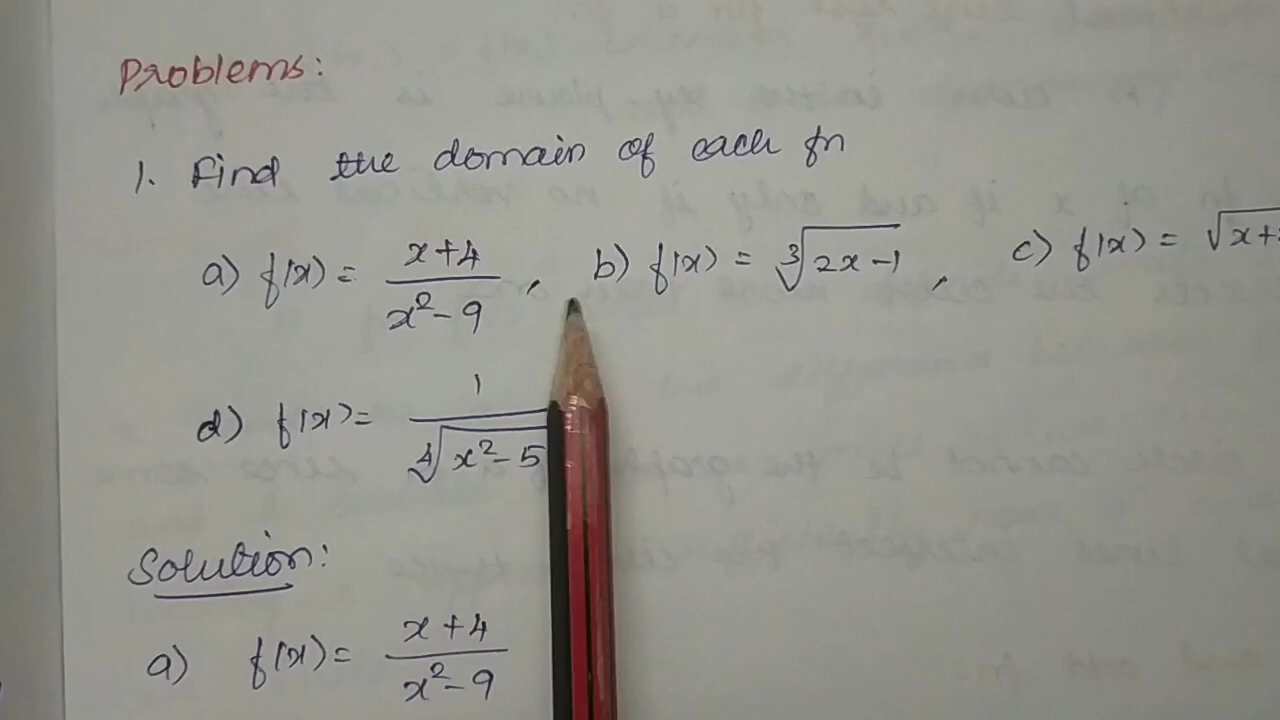 Problems:
1. Find the domain of each fn
a) f(x) = x+4 / x²-9 , b) f(x) = ∛(2x-1) , c) f(x) = √x+
d) f(x) = 1 / ∜(x²-5
Solution:
a) f(x) = x+4 / x²-9